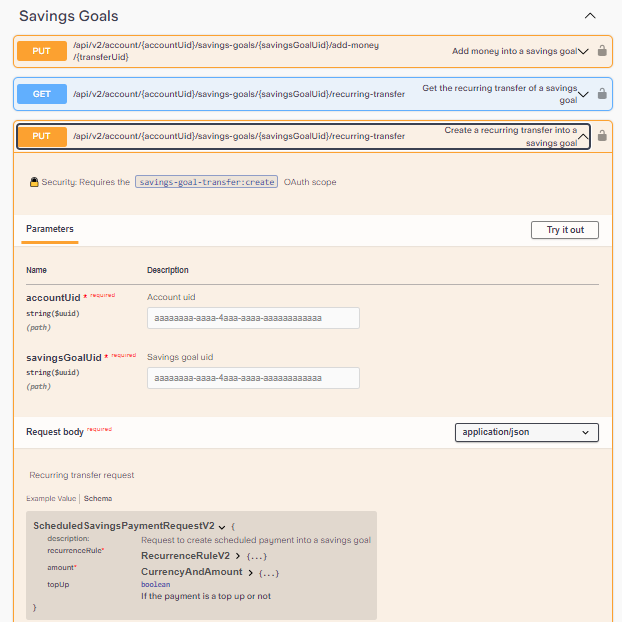 Savings Goals
PUT /api/v2/account/{accountUid}/savings-goals/{savingsGoalUid}/add-money
/{transferUid}
Add money into a savings goal
GET /api/v2/account/{accountUid}/savings-goals/{savingsGoalUid}/recurring-transfer
Get the recurring transfer of a savings
goal
PUT /api/v2/account/{accountUid}/savings-goals/{savingsGoalUid}/recurring-transfer
Create a recurring transfer into a
savings goal
Security: Requires the savings-goal-transfer:create OAuth scope
Parameters
Try it out
Name Description
accountUid * required
Account uid
string($uuid)
aaaaaaaa-aaaa-4aaa-aaaa-aaaaaaaaaaaa
(path)
savingsGoalUid * required
Savings goal uid
string($uuid)
aaaaaaaa-aaaa-4aaa-aaaa-aaaaaaaaaaaa
(path)
Request body required
application/json
Recurring transfer request
Example Value Schema
ScheduledSavingsPaymentRequestV2 {
description: Request to create scheduled payment into a savings goal
recurrenceRule* RecurrenceRuleV2 > {...}
amount* CurrencyAndAmount > {...}
topUp boolean
If the payment is a top up or not
}